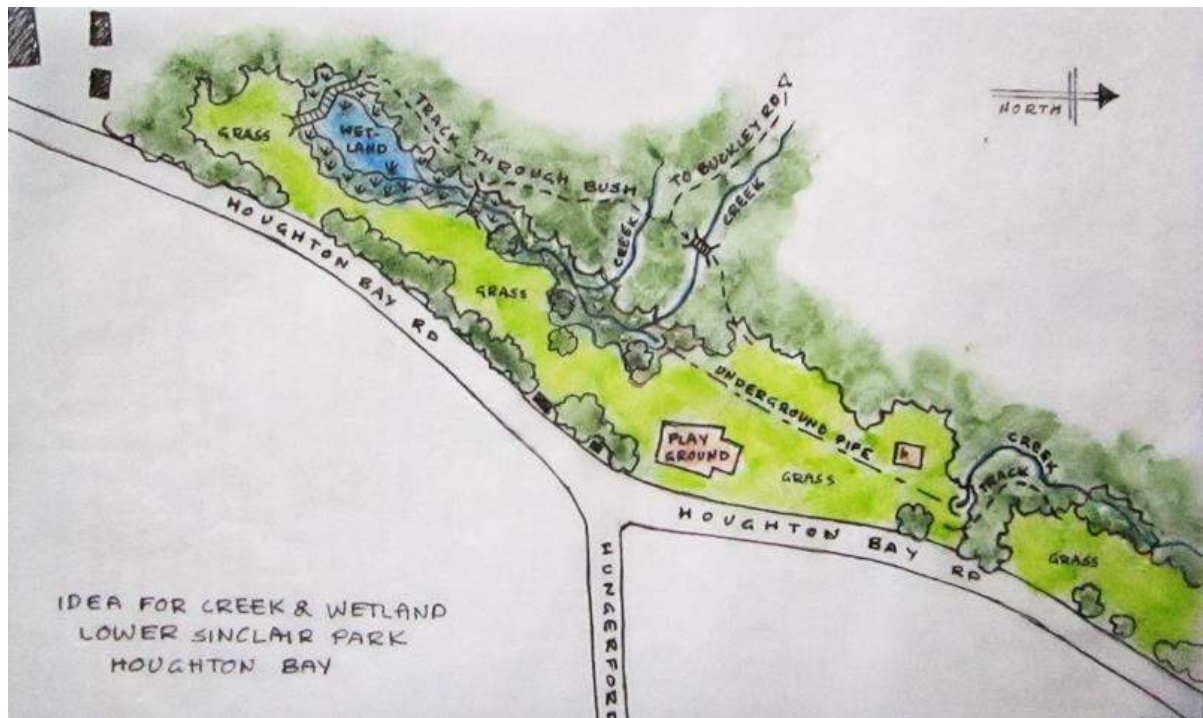 NORTH
GRASS
WET-
LAND
TRACK THROUGH BUSH
TO BUCKLEY RD
CREEK
CREEK
HOUGHTON BAY RD
GRASS
UNDERGROUND PIPE
PLAY
GROUND
GRASS
CREEK
TRACK
GRASS
HOUGHTON BAY RD
HUNGERFORD
IDEA FOR CREEK & WETLAND
LOWER SINCLAIR PARK
HOUGHTON BAY